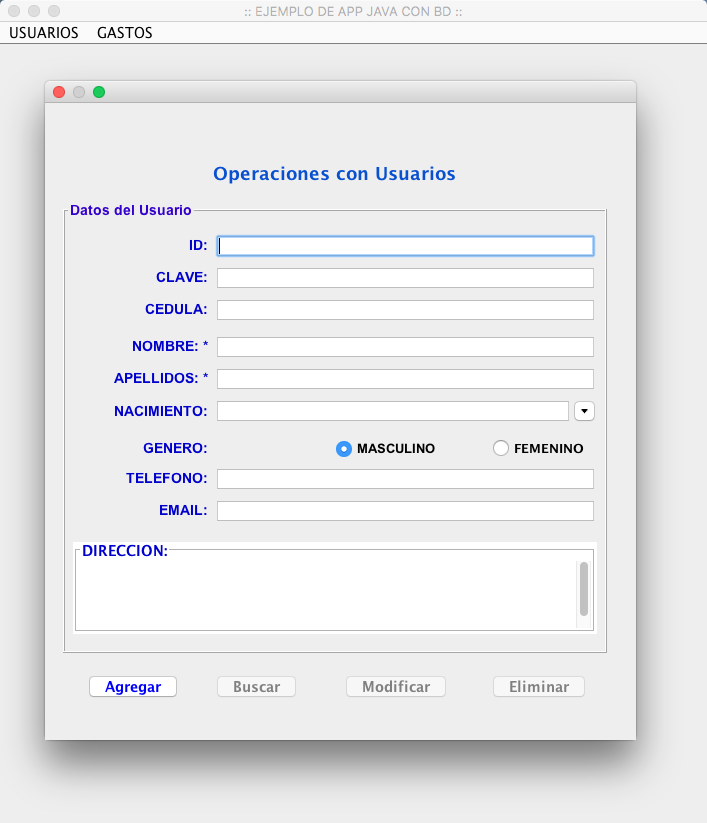 :: EJEMPLO DE APP JAVA CON BD ::
USUARIOS GASTOS
Operaciones con Usuarios
Datos del Usuario
ID:
CLAVE:
CEDULA:
NOMBRE: *
APELLIDOS: *
NACIMIENTO:
GENERO: MASCULINO FEMENINO
TELEFONO:
EMAIL:
DIRECCION:
Agregar Buscar Modificar Eliminar